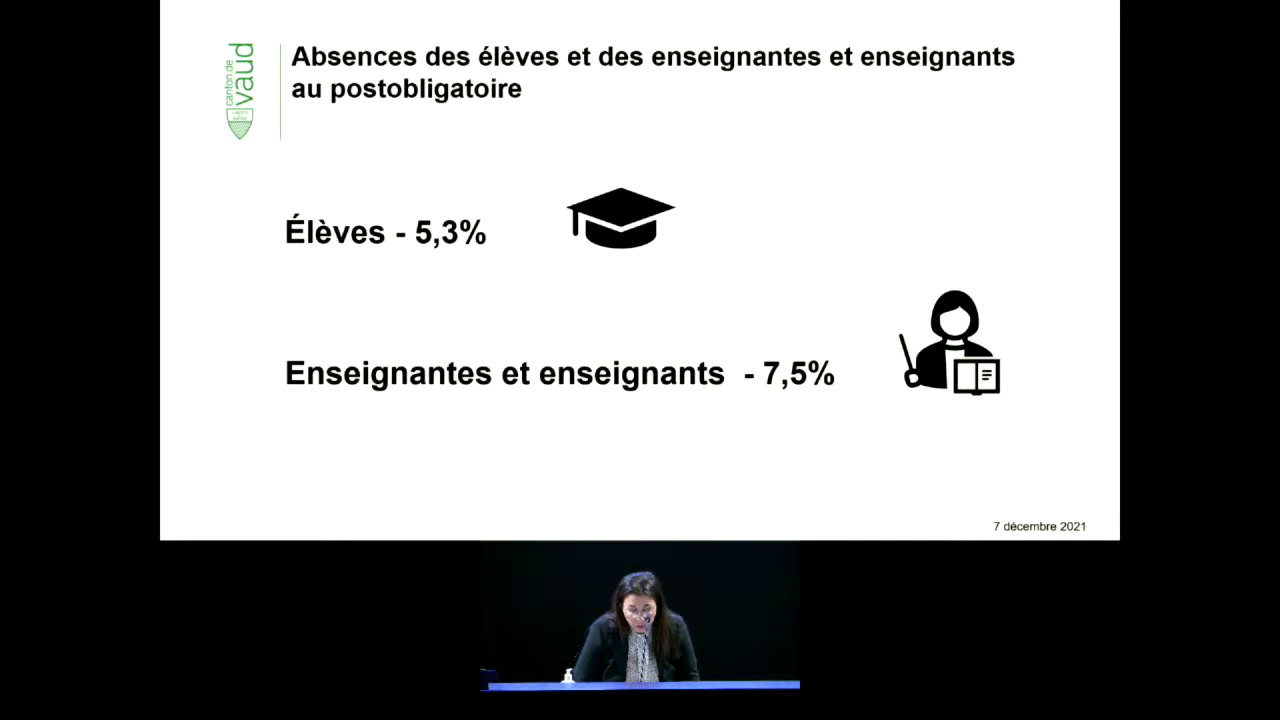 Absences des élèves et des enseignantes et enseignants
au postobligatoire
canton de
vaud
Élèves - 5,3%
Enseignantes et enseignants - 7,5%
7 décembre 2021